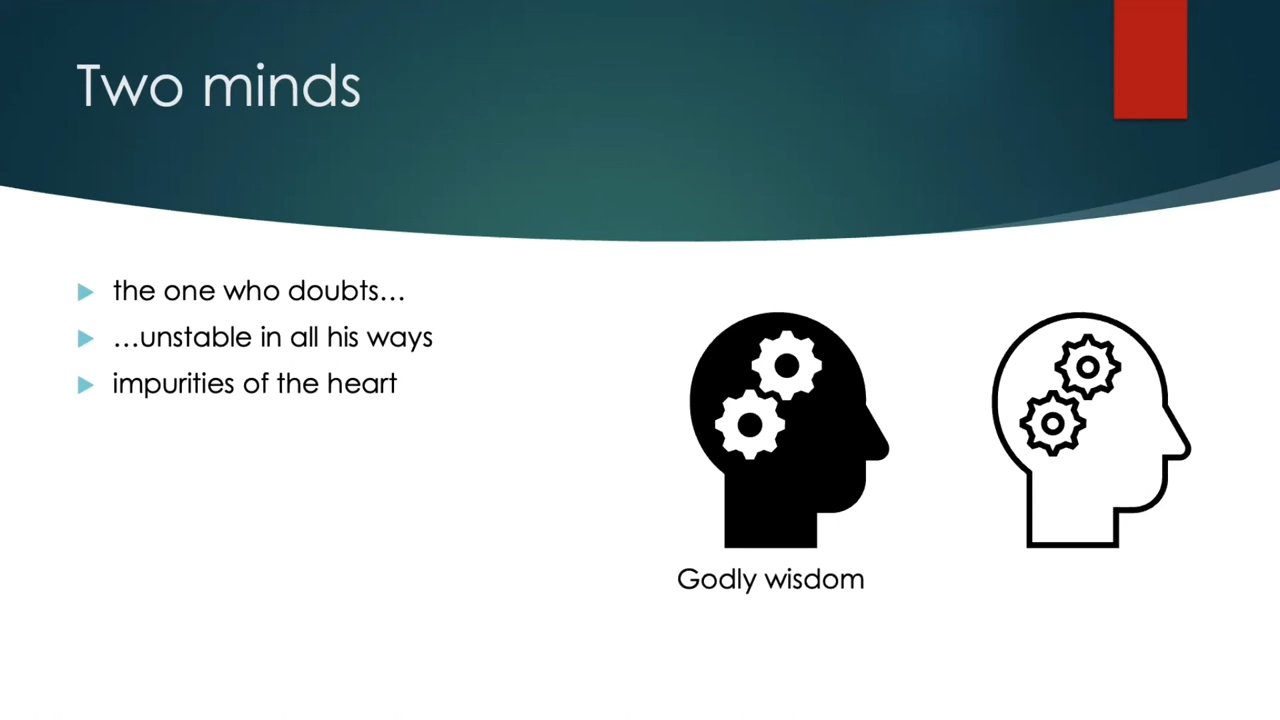 Two minds
the one who doubts…
…unstable in all his ways
impurities of the heart
Godly wisdom